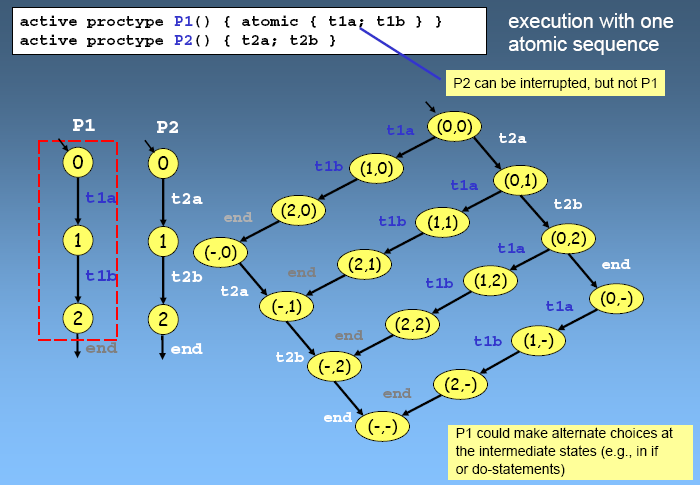 active proctype P1() { atomic { t1a; t1b } }
active proctype P2() { t2a; t2b }
execution with one
atomic sequence
P2 can be interrupted, but not P1
P1
P2
0
t1a
1
t1b
2
end
0
t2a
1
t2b
2
end
(0,0)
t1a
t2a
t1b
(1,0)
t1a
(0,1)
end
(2,0)
t1b
(1,1)
t2b
(-,0)
t1a
(0,2)
end
(2,1)
t1b
(1,2)
end
t2a
(-,1)
t1a
(0,-)
end
(2,2)
t1b
(1,-)
t2b
(-,2)
end
(2,-)
end
(-,-)
P1 could make alternate choices at
the intermediate states (e.g., in if
or do-statements)